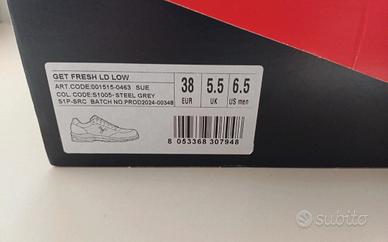 GET FRESH LD LOW
ART.CODE:001515-0463 SUE
COL. CODE:S1005- STEEL GREY
S1P-SRC BATCH NO.PROD2024-00348
38 5.5 6.5
EUR UK US men
8 053368 307948
subito